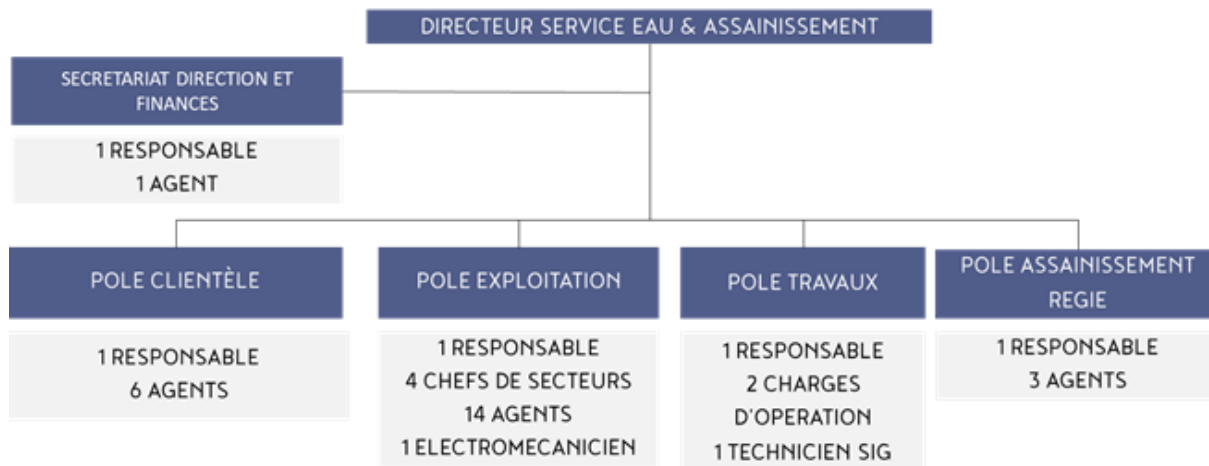 DIRECTEUR SERVICE EAU & ASSAINISSEMENT
SECRETARIAT DIRECTION ET
FINANCES
1 RESPONSABLE
1 AGENT
POLE CLIENTÈLE
1 RESPONSABLE
6 AGENTS
POLE EXPLOITATION
1 RESPONSABLE
4 CHEFS DE SECTEURS
14 AGENTS
1 ELECTROMECANICIEN
POLE TRAVAUX
1 RESPONSABLE
2 CHARGES
D'OPERATION
1 TECHNICIEN SIG
POLE ASSAINISSEMENT
REGIE
1 RESPONSABLE
3 AGENTS